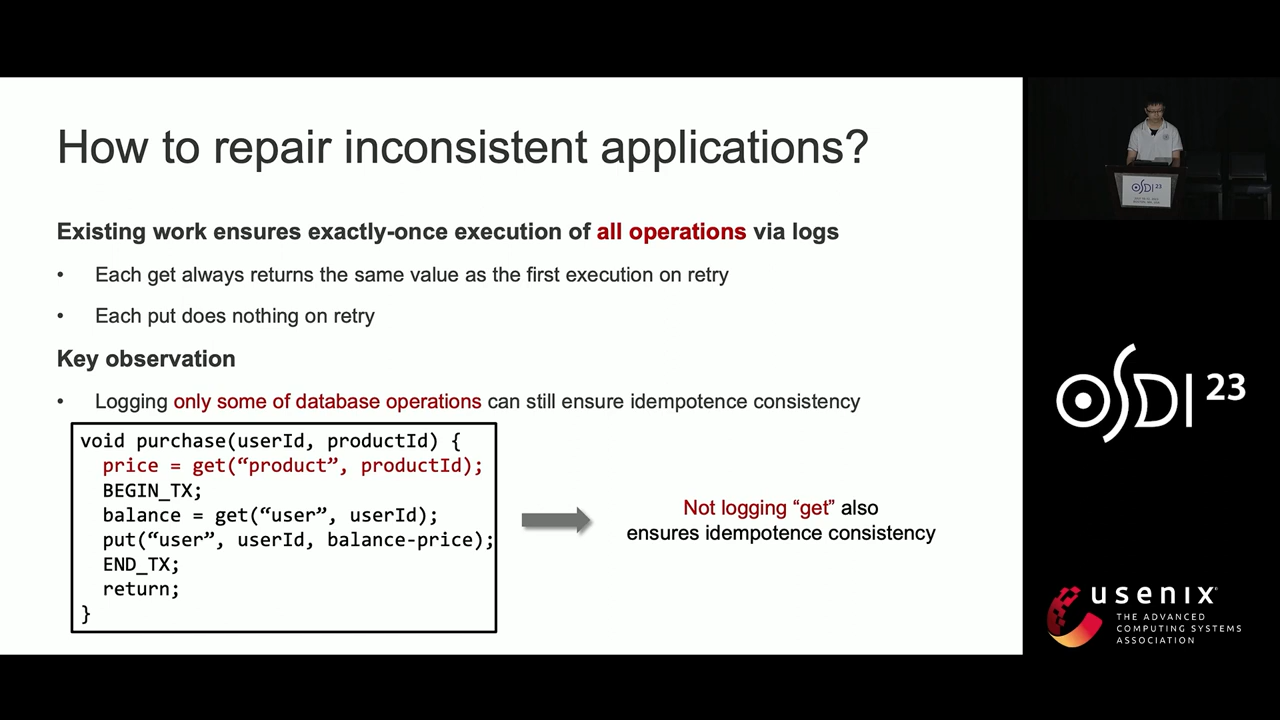 How to repair inconsistent applications?
Existing work ensures exactly-once execution of all operations via logs
• Each get always returns the same value as the first execution on retry
• Each put does nothing on retry
Key observation
• Logging only some of database operations can still ensure idempotence consistency
void purchase(userId, productId) {
price = get(“product”, productId);
BEGIN_TX;
balance = get(“user”, userId);
put(“user”, userId, balance-price);
END_TX;
return;
}
Not logging “get” also
ensures idempotence consistency
OSDI 23
OSDI 23
usenix
THE ADVANCED
COMPUTING SYSTEMS
ASSOCIATION